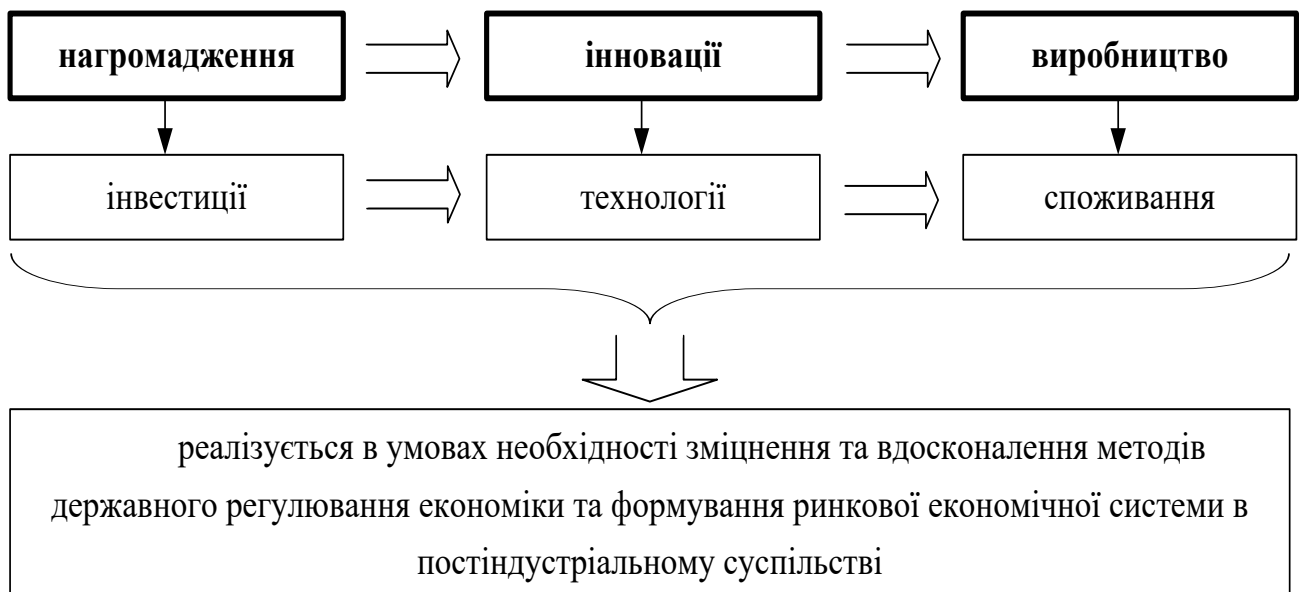 нагромадження
інновації
виробництво
інвестиції
технології
споживання
реалізується в умовах необхідності зміцнення та вдосконалення методів
державного регулювання економіки та формування ринкової економічної системи в
постіндустріальному суспільстві